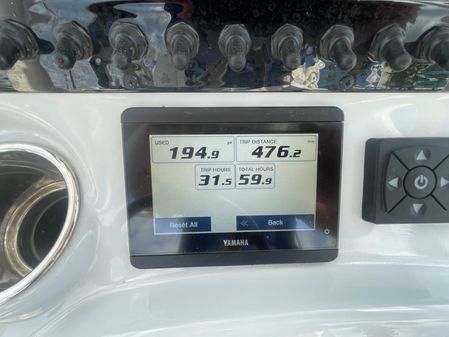 USED
194.9
TRIP DISTANCE
476.2
TRIP HOURS
31.5
TOTAL HOURS
59.9
Reset All
Back
YAMAHA